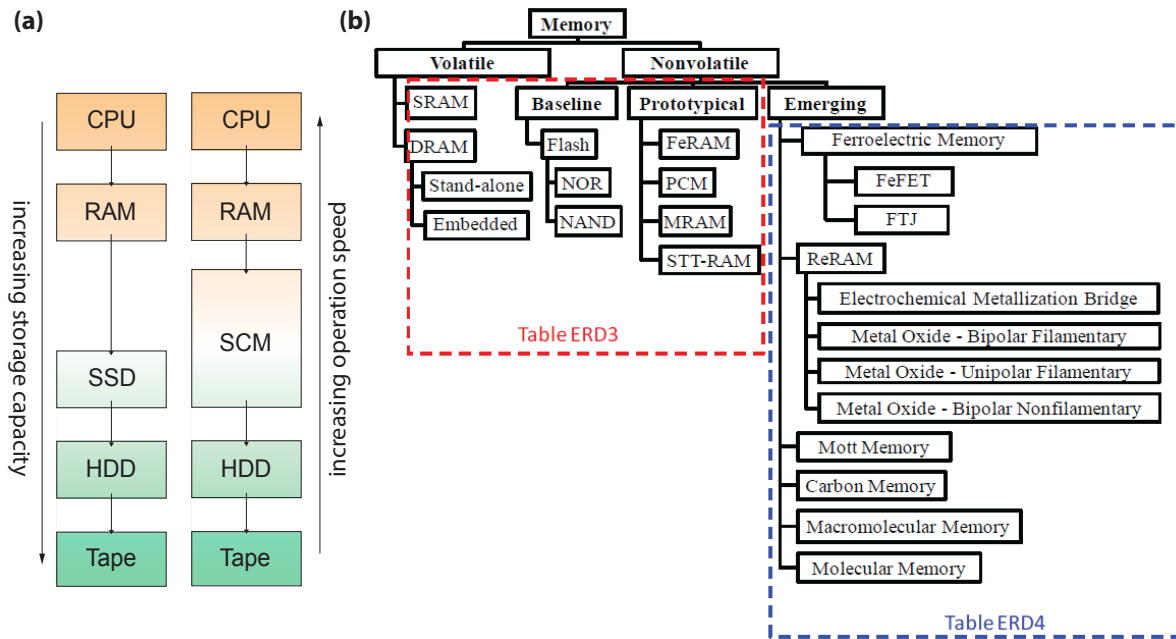 (a)
increasing storage capacity
CPU
RAM
SSD
HDD
Tape
CPU
RAM
SCM
HDD
Tape
increasing operation speed
(b)
Memory
Volatile
Nonvolatile
SRAM
DRAM
Stand-alone
Embedded
Baseline
Flash
NOR
NAND
Prototypical
FeRAM
PCM
MRAM
STT-RAM
Table ERD3
Emerging
Ferroelectric Memory
FeFET
FTJ
ReRAM
Electrochemical Metallization Bridge
Metal Oxide - Bipolar Filamentary
Metal Oxide - Unipolar Filamentary
Metal Oxide - Bipolar Nonfilamentary
Mott Memory
Carbon Memory
Macromolecular Memory
Molecular Memory
Table ERD4